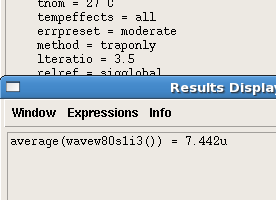 tnom = 27 C
tempeffects = all
errpreset = moderate
method = traponly
lteratio = 3.5
relref = sigglobal
Results Displa
Window Expressions Info
average(wavew80s1i3()) = 7.442u